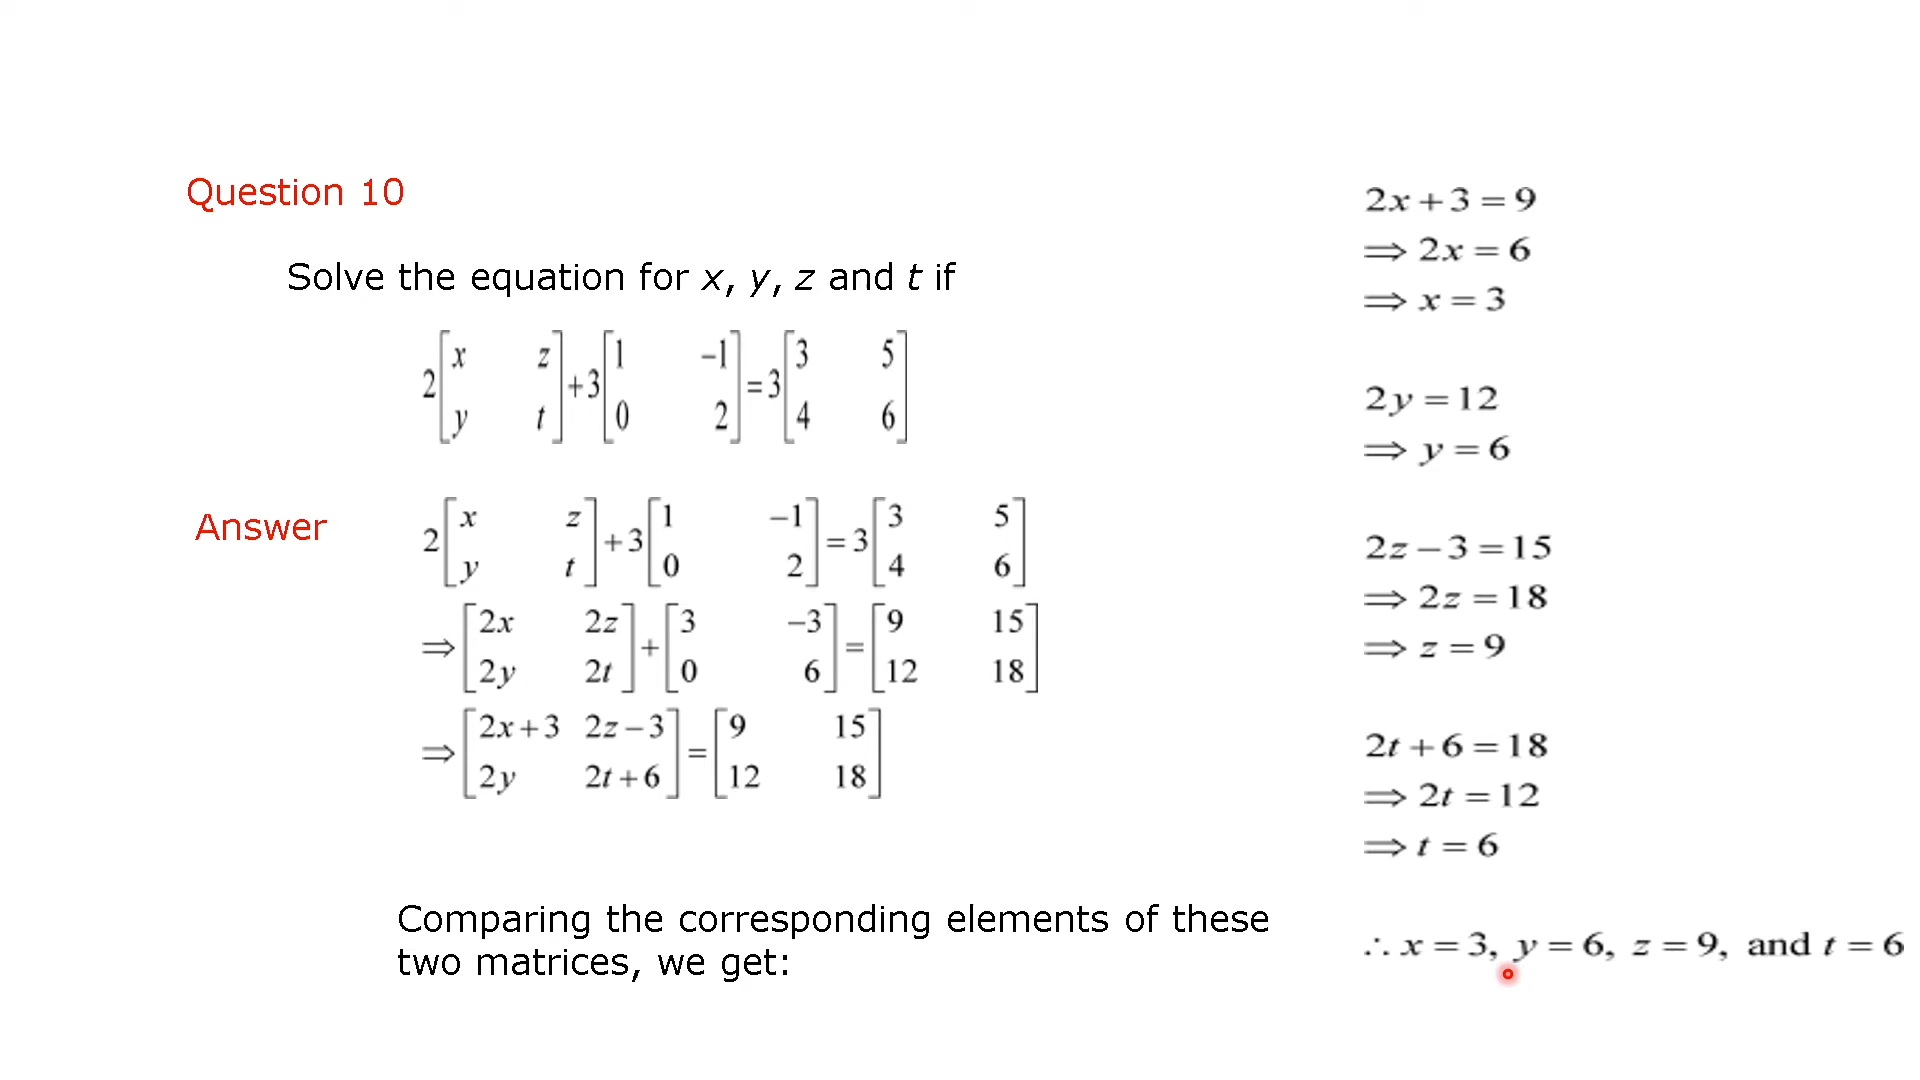 Question 10
Solve the equation for x, y, z and t if
2[x z; y t] + 3[1 −1; 0 2] = 3[3 5; 4 6]
Answer
2[x z; y t] + 3[1 −1; 0 2] = 3[3 5; 4 6]
⇒ [2x 2z; 2y 2t] + [3 −3; 0 6] = [9 15; 12 18]
⇒ [2x+3 2z−3; 2y 2t+6] = [9 15; 12 18]
Comparing the corresponding elements of these
two matrices, we get:
2x + 3 = 9
⇒ 2x = 6
⇒ x = 3
2y = 12
⇒ y = 6
2z − 3 = 15
⇒ 2z = 18
⇒ z = 9
2t + 6 = 18
⇒ 2t = 12
⇒ t = 6
∴ x = 3, y = 6, z = 9, and t = 6